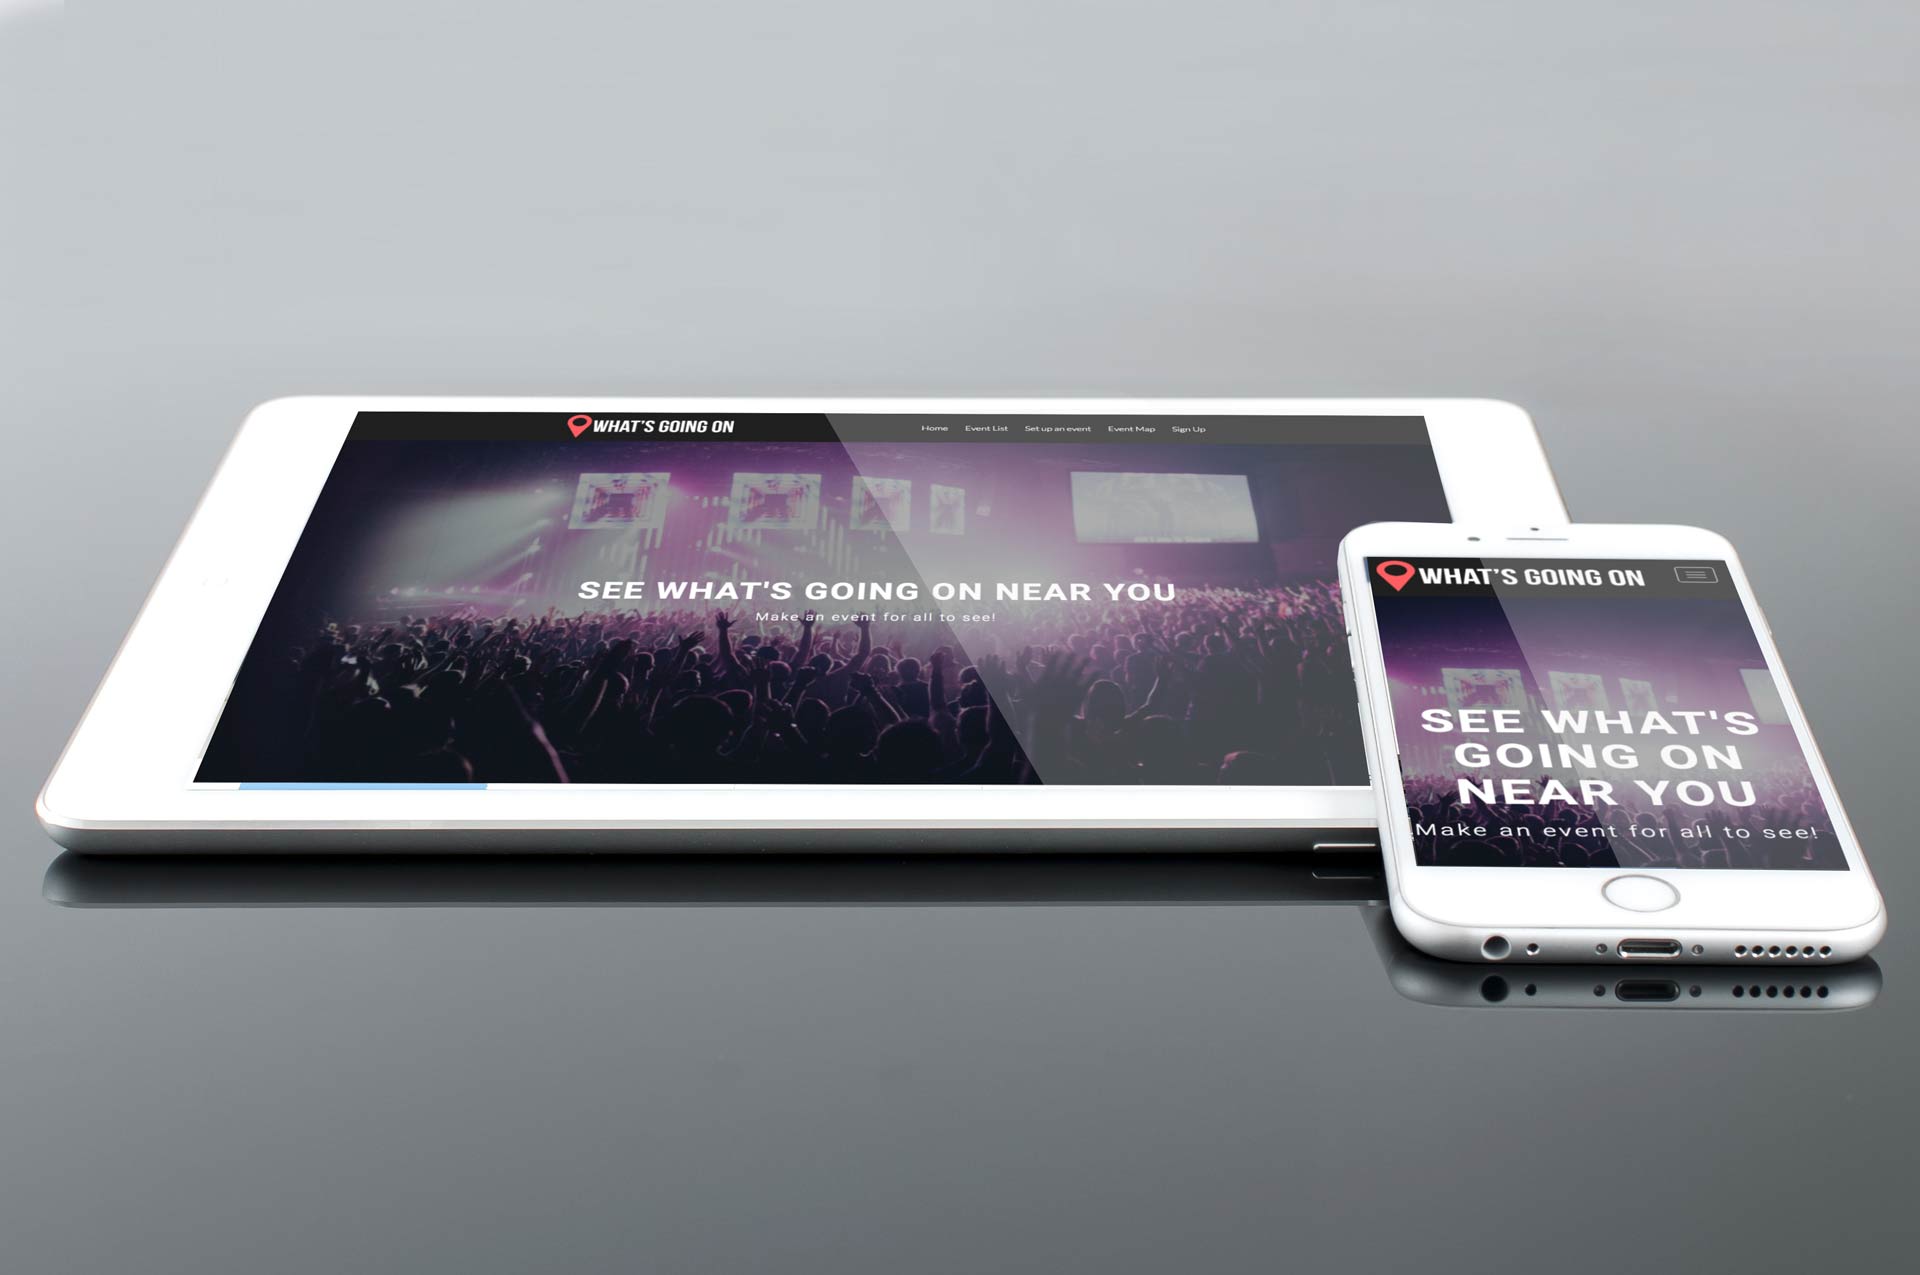 WHAT'S GOING ON
Home Event List Set up an event Event Map Sign Up
SEE WHAT'S GOING ON NEAR YOU
Make an event for all to see!
WHAT'S GOING ON
SEE WHAT'S
GOING ON
NEAR YOU
Make an event for all to see!